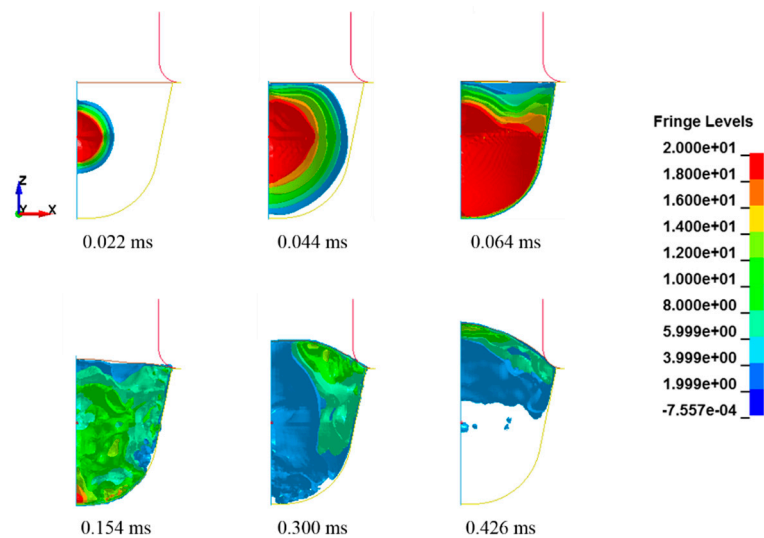 Z
Y
X
0.022 ms
0.044 ms
0.064 ms
0.154 ms
0.300 ms
0.426 ms
Fringe Levels
2.000e+01
1.800e+01
1.600e+01
1.400e+01
1.200e+01
1.000e+01
8.000e+00
5.999e+00
3.999e+00
1.999e+00
-7.557e-04